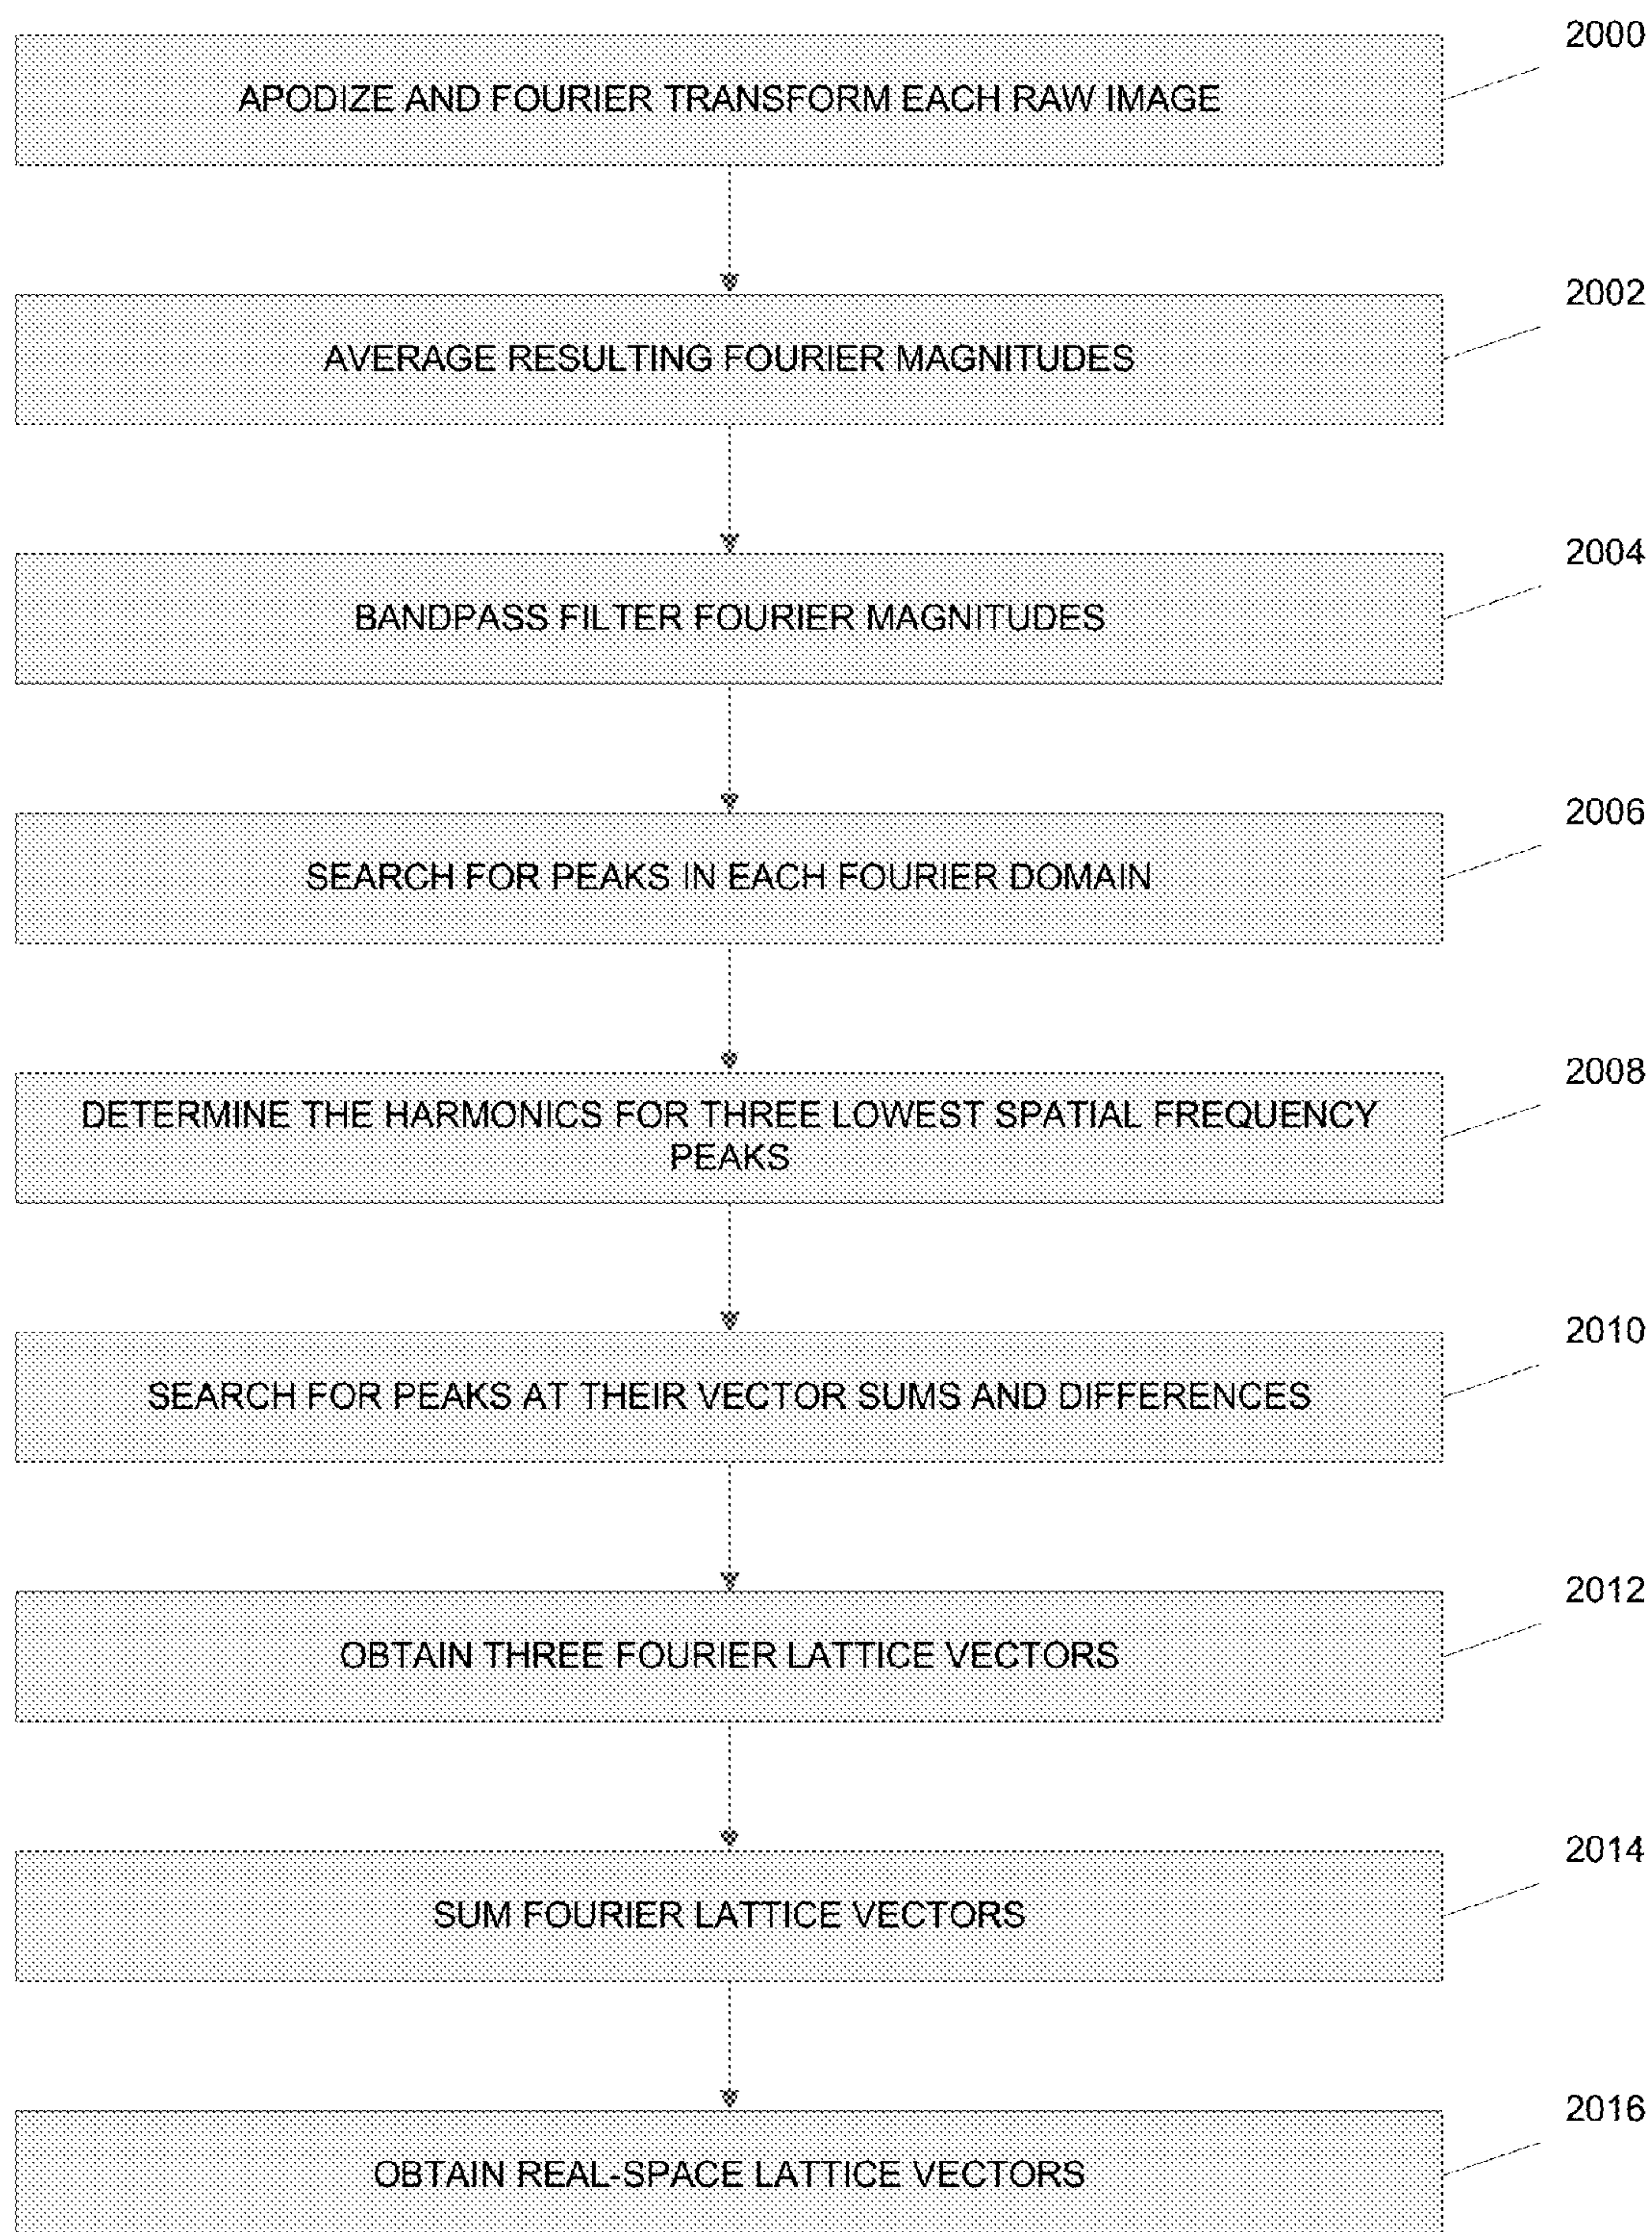 2000
APODIZE AND FOURIER TRANSFORM EACH RAW IMAGE
2002
AVERAGE RESULTING FOURIER MAGNITUDES
2004
BANDPASS FILTER FOURIER MAGNITUDES
2006
SEARCH FOR PEAKS IN EACH FOURIER DOMAIN
2008
DETERMINE THE HARMONICS FOR THREE LOWEST SPATIAL FREQUENCY
PEAKS
2010
SEARCH FOR PEAKS AT THEIR VECTOR SUMS AND DIFFERENCES
2012
OBTAIN THREE FOURIER LATTICE VECTORS
2014
SUM FOURIER LATTICE VECTORS
2016
OBTAIN REAL-SPACE LATTICE VECTORS